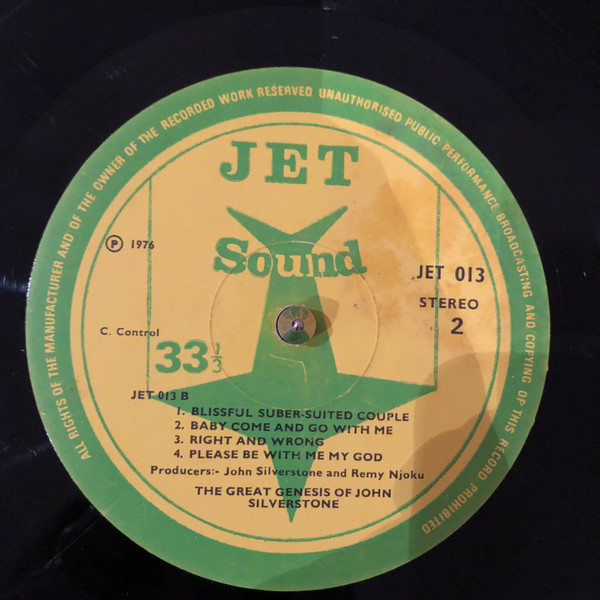 ALL RIGHTS OF THE MANUFACTURER AND OF THE OWNER OF THE RECORDED WORK RESERVED UNAUTHORISED PUBLIC PERFORMANCE BROADCASTING AND COPYING OF THIS RECORD PROHIBITED
JET
Sound
Ⓟ 1976
JET 013
STEREO
2
C. Control
33 1/3
JET 013 B
1. BLISSFUL SUBER-SUITED COUPLE
2. BABY COME AND GO WITH ME
3. RIGHT AND WRONG
4. PLEASE BE WITH ME MY GOD
Producers:- John Silverstone and Remy Njoku
THE GREAT GENESIS OF JOHN
SILVERSTONE